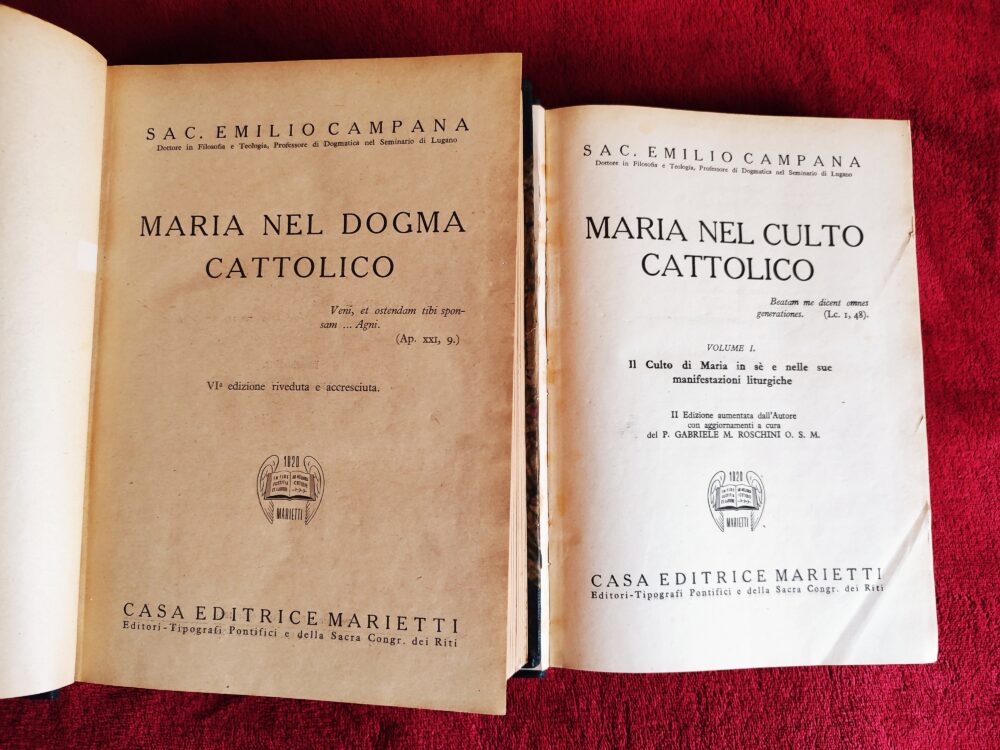 SAC. EMILIO CAMPANA
Dottore in Filosofia e Teologia, Professore di Dogmatica nel Seminario di Lugano
MARIA NEL DOGMA
CATTOLICO
Veni, et ostendam tibi spon-
sam ... Agni.
(Ap. XXI, 9.)
VIª edizione riveduta e accresciuta.
1820
MARIETTI
CASA EDITRICE MARIETTI
Editori-Tipografi Pontifici e della Sacra Congr. dei Riti
SAC. EMILIO CAMPANA
Dottore in Filosofia e Teologia, Professore di Dogmatica nel Seminario di Lugano
MARIA NEL CULTO
CATTOLICO
Beatam me dicent omnes
generationes. (Lc. 1, 48).
VOLUME I.
Il Culto di Maria in sè e nelle sue
manifestazioni liturgiche
II Edizione aumentata dall'Autore
con aggiornamenti a cura
del P. GABRIELE M. ROSCHINI O. S. M.
1820
MARIETTI
CASA EDITRICE MARIETTI
Editori-Tipografi Pontifici e della Sacra Congr. dei Riti